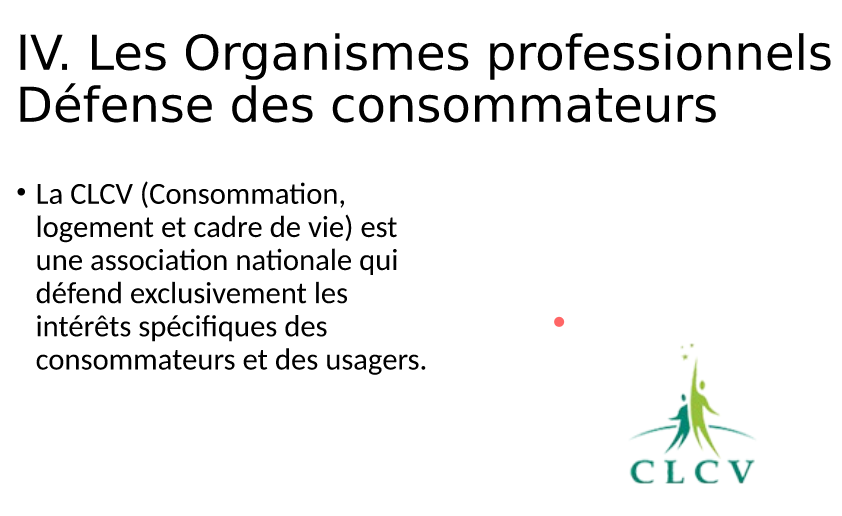 IV. Les Organismes professionnels
Défense des consommateurs
• La CLCV (Consommation,
logement et cadre de vie) est
une association nationale qui
défend exclusivement les
intérêts spécifiques des
consommateurs et des usagers.
CLCV